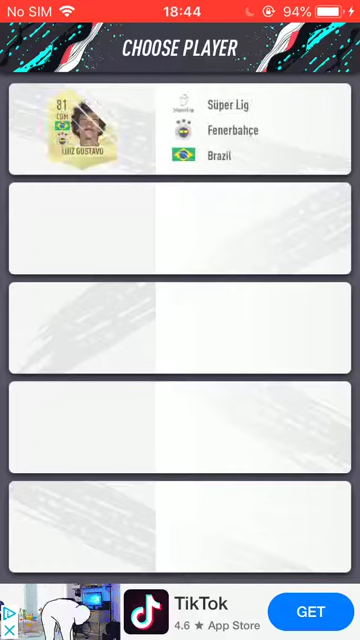 No SIM 18:44 94%
CHOOSE PLAYER
81
CDM
LUIZ GUSTAVO
Süper Lig
Fenerbahçe
Brazil
TikTok
4.6 ★ App Store
GET